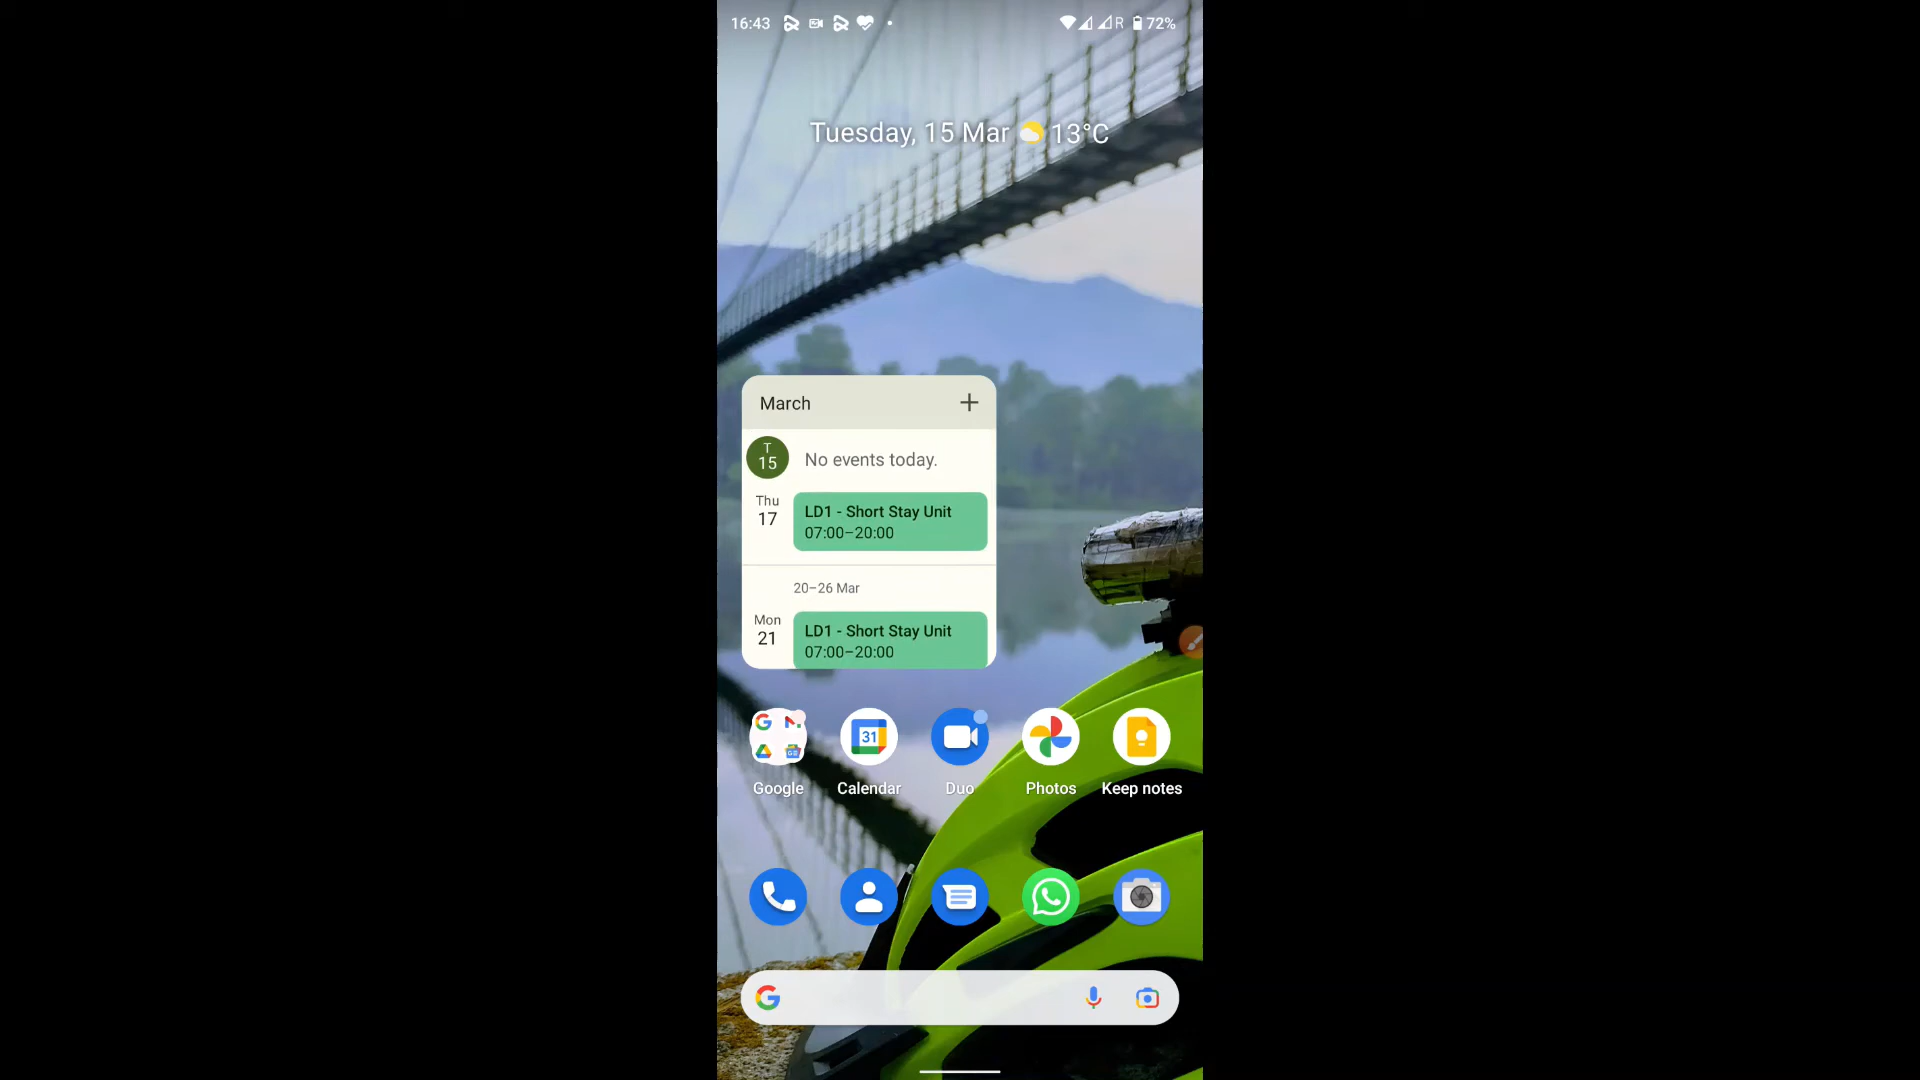 16:43
R 72%
Tuesday, 15 Mar 13°C
March
T
15
No events today.
Thu
17
LD1 - Short Stay Unit
07:00–20:00
20–26 Mar
Mon
21
LD1 - Short Stay Unit
07:00–20:00
31
Google Calendar Duo Photos Keep notes